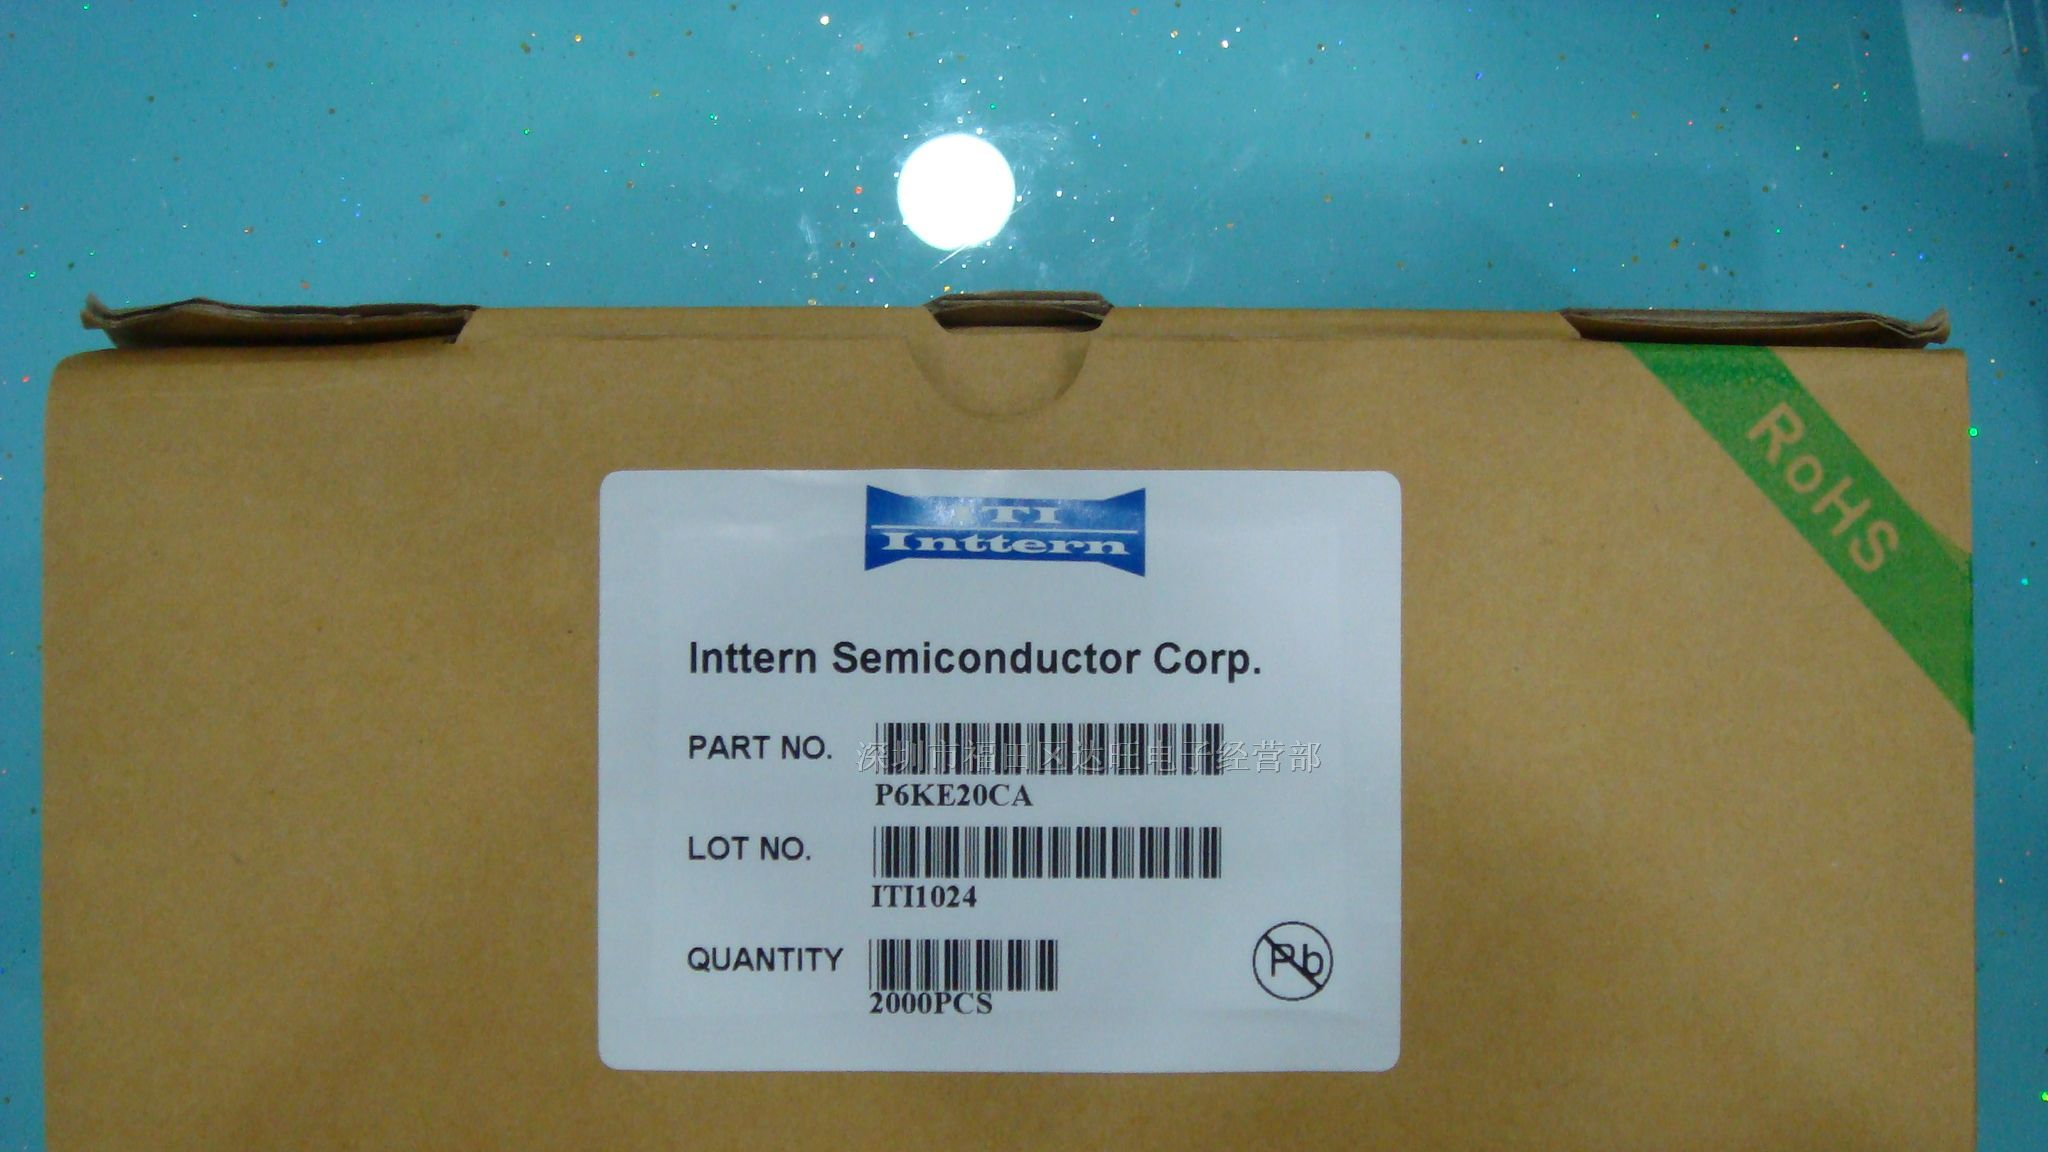 RoHS
ITI
Inttern
Inttern Semiconductor Corp.
PART NO.
深圳市福田区达旺电子经营部
P6KE20CA
LOT NO.
ITI1024
QUANTITY
2000PCS
Pb